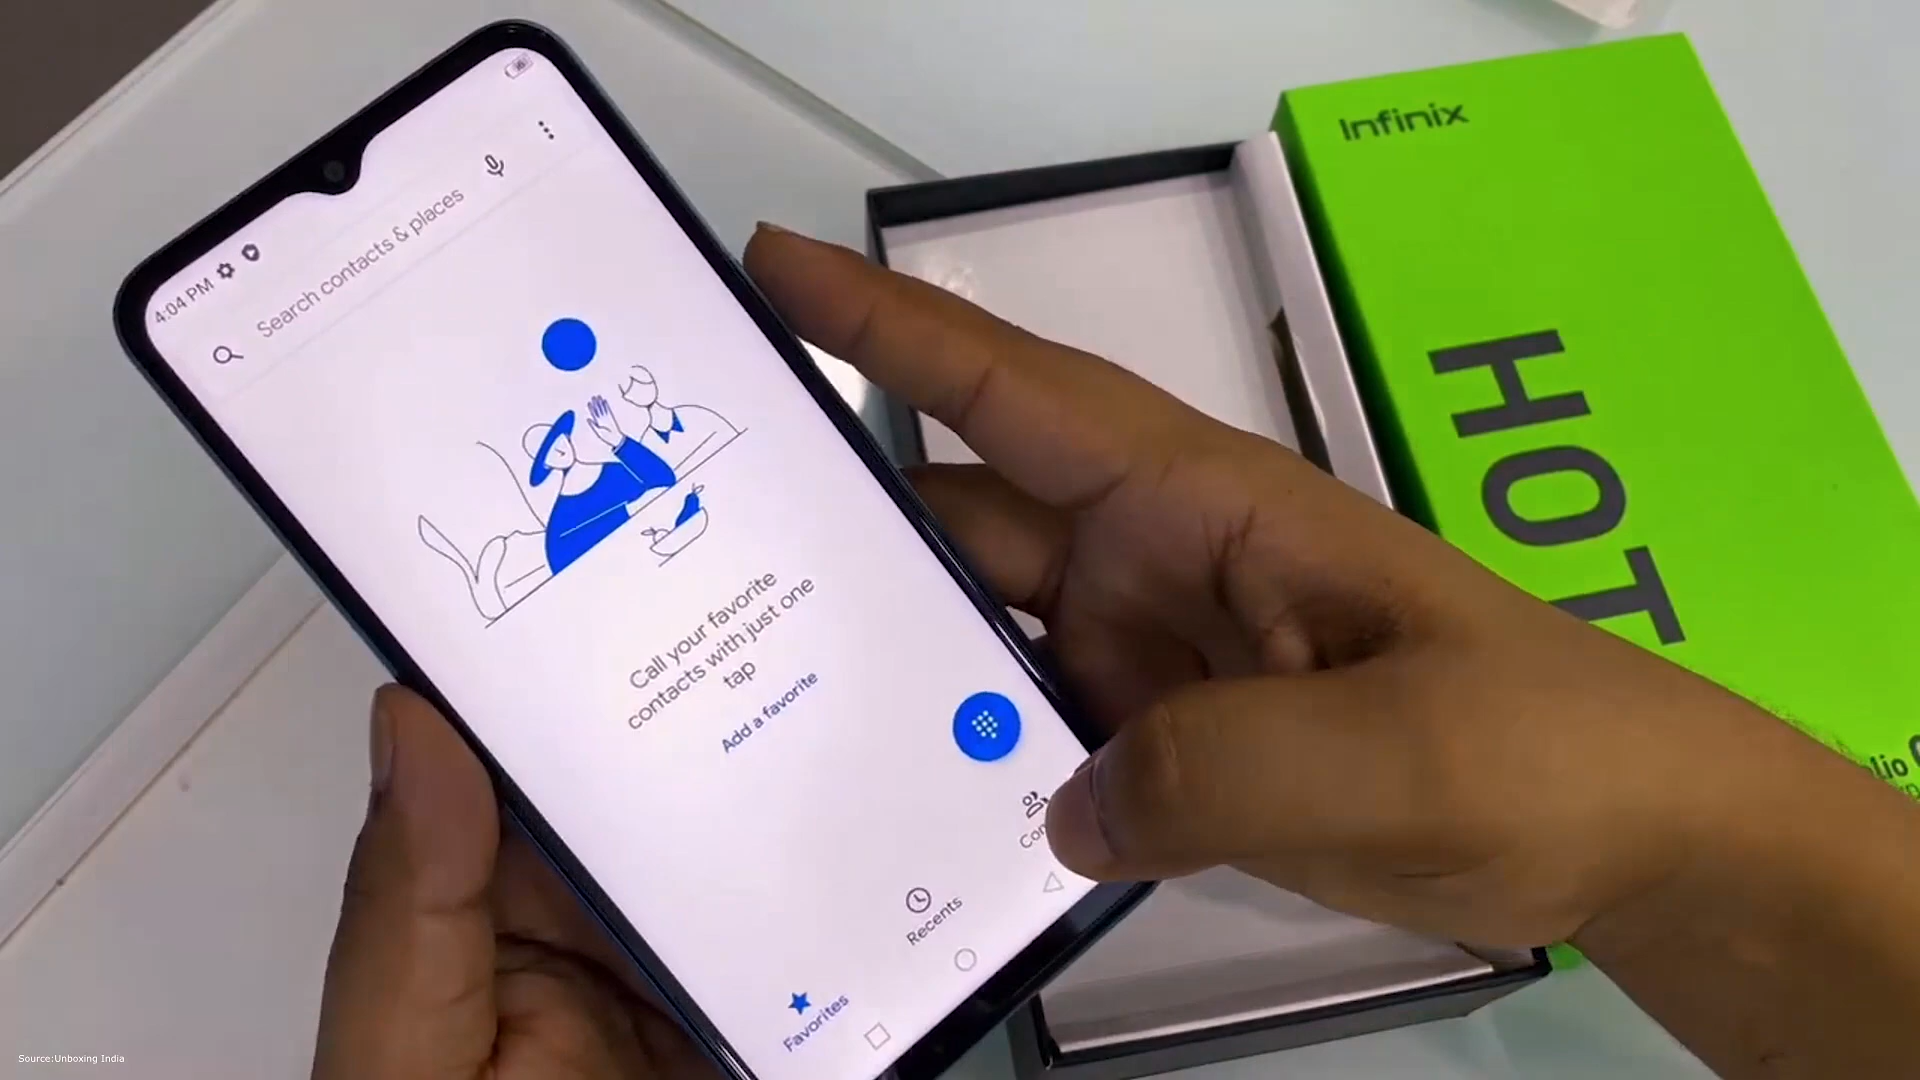 4:04 PM
Search contacts & places
Call your favorite
contacts with just one
tap
Add a favorite
Recents
Favorites
Infinix
HOT
Source:Unboxing India